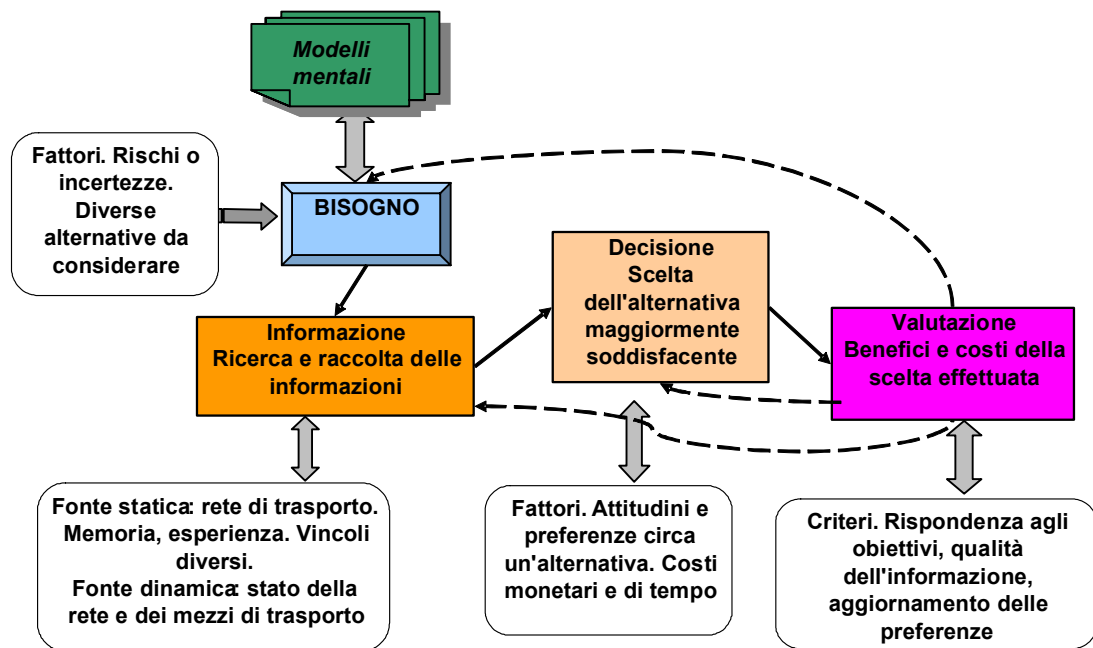 Modelli
mentali
Fattori. Rischi o
incertezze.
Diverse
alternative da
considerare
BISOGNO
Decisione
Scelta
dell'alternativa
maggiormente
soddisfacente
Informazione
Ricerca e raccolta delle
informazioni
Valutazione
Benefici e costi della
scelta effettuata
Fonte statica: rete di trasporto.
Memoria, esperienza. Vincoli
diversi.
Fonte dinamica: stato della
rete e dei mezzi di trasporto
Fattori. Attitudini e
preferenze circa
un'alternativa. Costi
monetari e di tempo
Criteri. Rispondenza agli
obiettivi, qualità
dell'informazione,
aggiornamento delle
preferenze